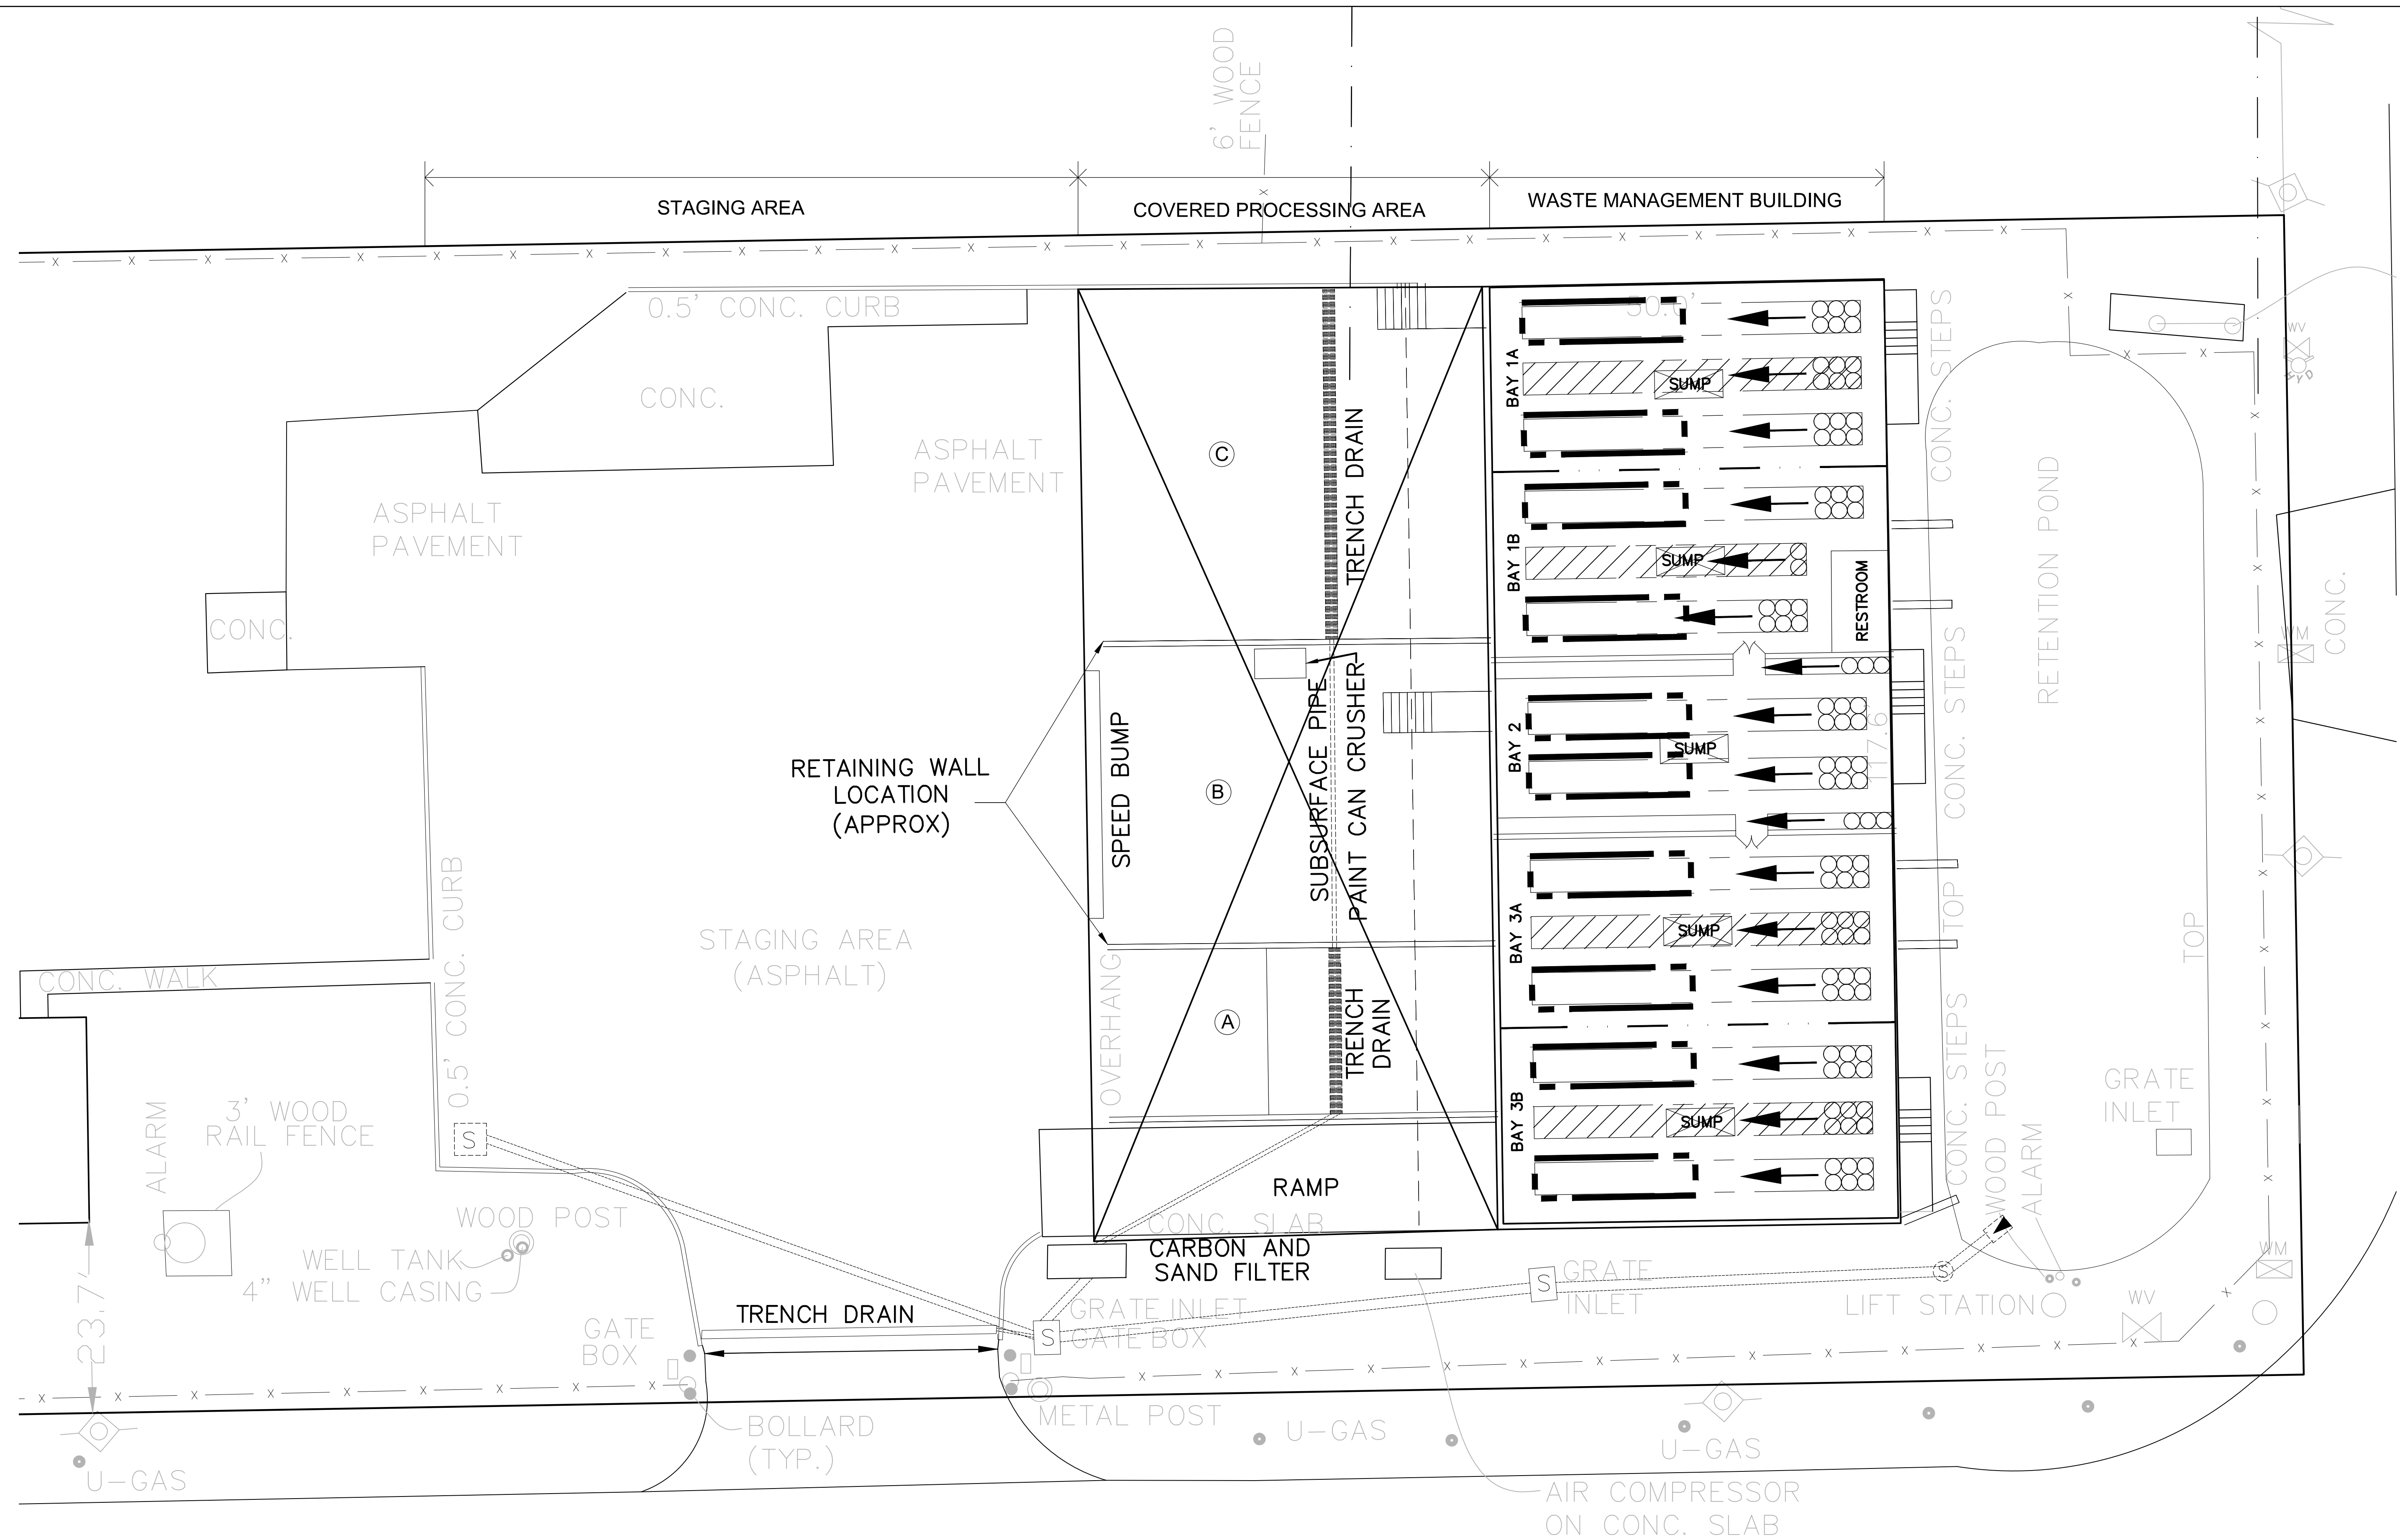 6' WOOD
FENCE
STAGING AREA
COVERED PROCESSING AREA
WASTE MANAGEMENT BUILDING
0.5' CONC. CURB
50.0'
CONC.
ASPHALT
PAVEMENT
ASPHALT
PAVEMENT
CONC.
CONC. WALK
0.5' CONC. CURB
STAGING AREA
(ASPHALT)
RETAINING WALL
LOCATION
(APPROX)
SPEED BUMP
OVERHANG
C
B
A
TRENCH DRAIN
SUBSURFACE PIPE
PAINT CAN CRUSHER
TRENCH
DRAIN
RAMP
CONC. SLAB
CARBON AND
SAND FILTER
BAY 1A
SUMP
BAY 1B
SUMP
RESTROOM
BAY 2
SUMP
BAY 3A
SUMP
BAY 3B
SUMP
CONC. STEPS
CONC. STEPS
TOP
CONC. STEPS
RETENTION POND
TOP
WV
WM
CONC.
GRATE
INLET
WOOD POST
ALARM
WM
WV
LIFT STATION
S
GRATE
INLET
S
GRATE INLET
GATE BOX
S
S
TRENCH DRAIN
ALARM
3' WOOD
RAIL FENCE
WOOD POST
WELL TANK
4" WELL CASING
23.7'
GATE
BOX
BOLLARD
(TYP.)
METAL POST
U-GAS
U-GAS
U-GAS
AIR COMPRESSOR
ON CONC. SLAB